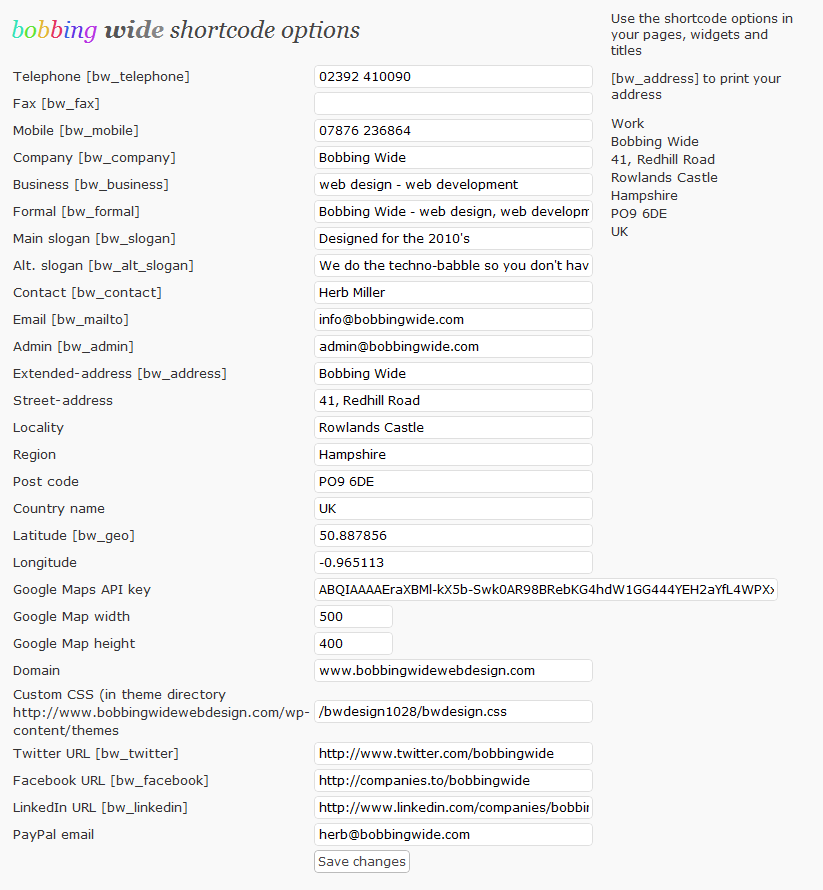 bobbing wide shortcode options
Telephone [bw_telephone] 02392 410090
Fax [bw_fax]
Mobile [bw_mobile] 07876 236864
Company [bw_company] Bobbing Wide
Business [bw_business] web design - web development
Formal [bw_formal] Bobbing Wide - web design, web developm
Main slogan [bw_slogan] Designed for the 2010's
Alt. slogan [bw_alt_slogan] We do the techno-babble so you don't hav
Contact [bw_contact] Herb Miller
Email [bw_mailto] info@bobbingwide.com
Admin [bw_admin] admin@bobbingwide.com
Extended-address [bw_address] Bobbing Wide
Street-address 41, Redhill Road
Locality Rowlands Castle
Region Hampshire
Post code PO9 6DE
Country name UK
Latitude [bw_geo] 50.887856
Longitude -0.965113
Google Maps API key ABQIAAAAEraXBMl-kX5b-Swk0AR98BRebKG4hdW1GG444YEH2aYfL4WPXx
Google Map width 500
Google Map height 400
Domain www.bobbingwidewebdesign.com
Custom CSS (in theme directory
http://www.bobbingwidewebdesign.com/wp- /bwdesign1028/bwdesign.css
content/themes
Twitter URL [bw_twitter] http://www.twitter.com/bobbingwide
Facebook URL [bw_facebook] http://companies.to/bobbingwide
LinkedIn URL [bw_linkedin] http://www.linkedin.com/companies/bobbin
PayPal email herb@bobbingwide.com
Save changes
Use the shortcode options in
your pages, widgets and
titles
[bw_address] to print your
address
Work
Bobbing Wide
41, Redhill Road
Rowlands Castle
Hampshire
PO9 6DE
UK